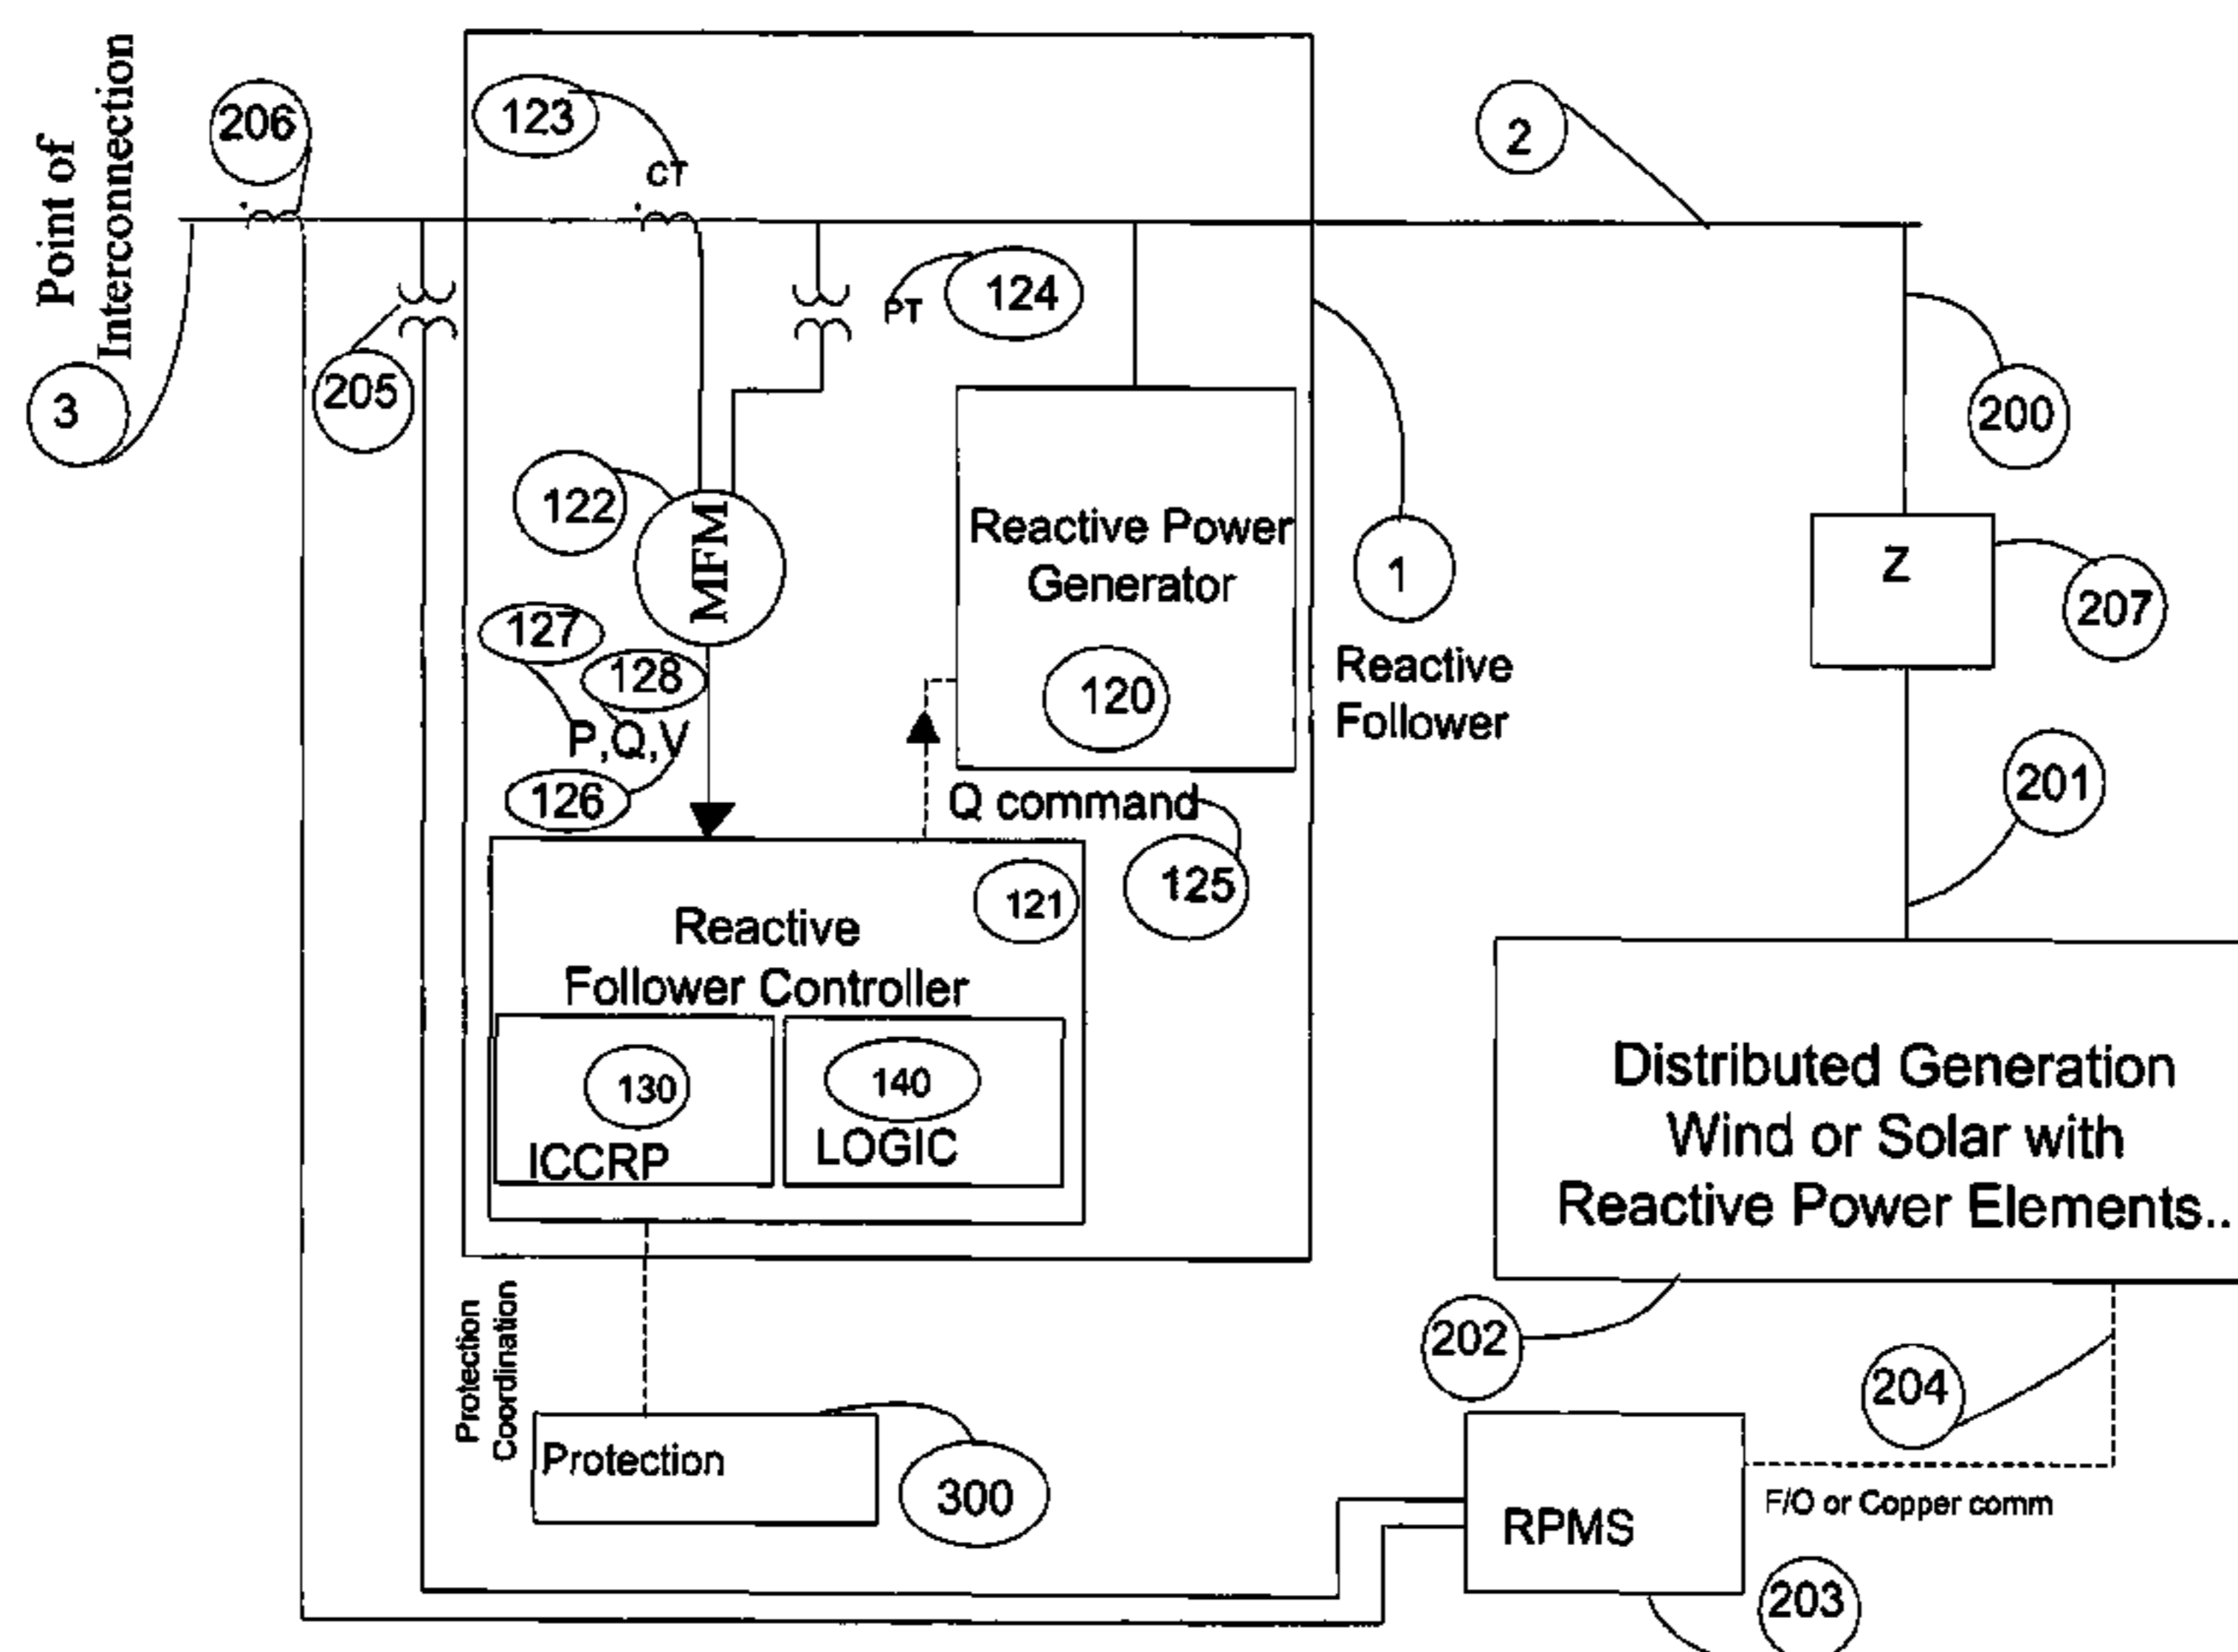 Point of
Interconnection
206
123
CT
2
3
205
PT
124
200
122
MFM
Reactive Power
Generator
120
1
Reactive
Follower
Z
207
127
128
P,Q,V
126
Q command
125
201
121
Reactive
Follower Controller
130
ICCRP
140
LOGIC
Distributed Generation
Wind or Solar with
Reactive Power Elements..
Protection
Coordination
Protection
300
202
204
RPMS
F/O or Copper comm
203